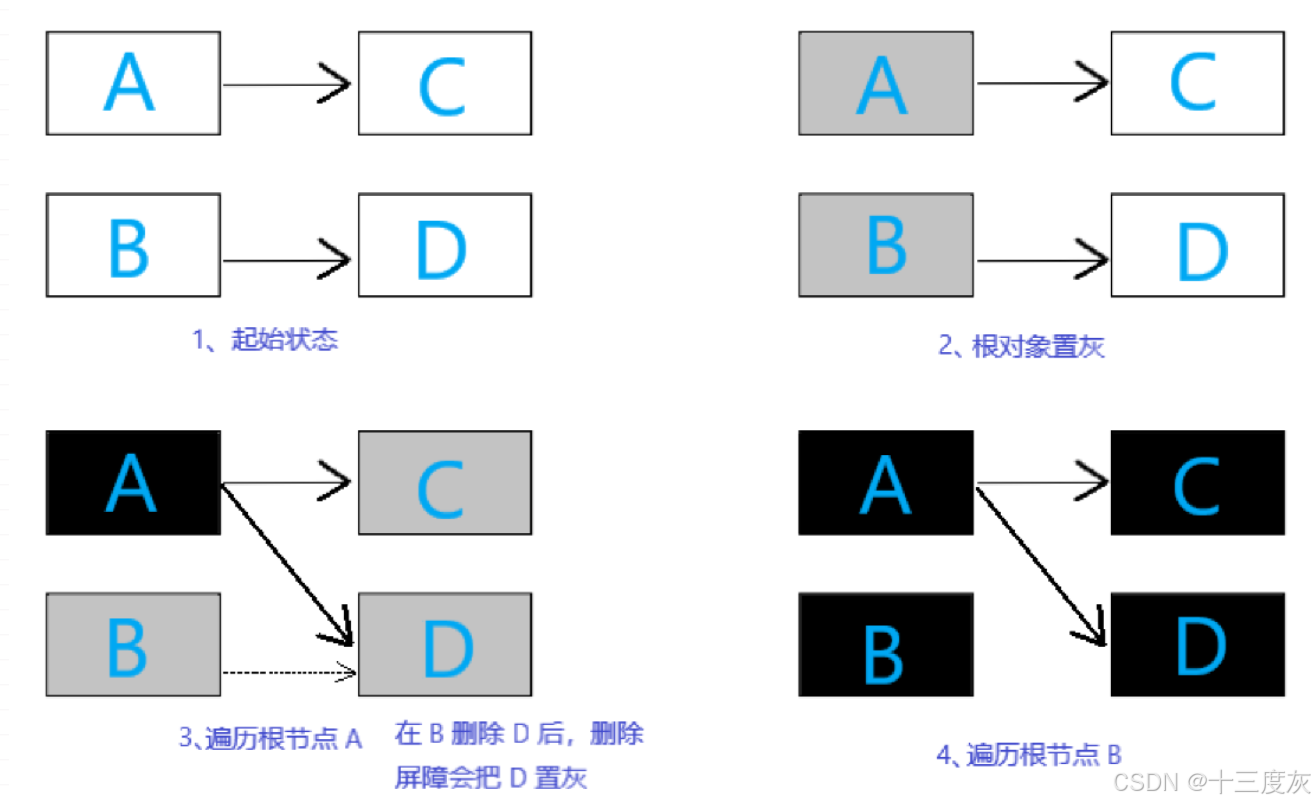 A C
A C
B D
B D
1、起始状态
2、根对象置灰
A C
A C
B D
B D
3、遍历根节点 A
在 B 删除 D 后，删除
屏障会把 D 置灰
4、遍历根节点 B
CSDN @十三度灰